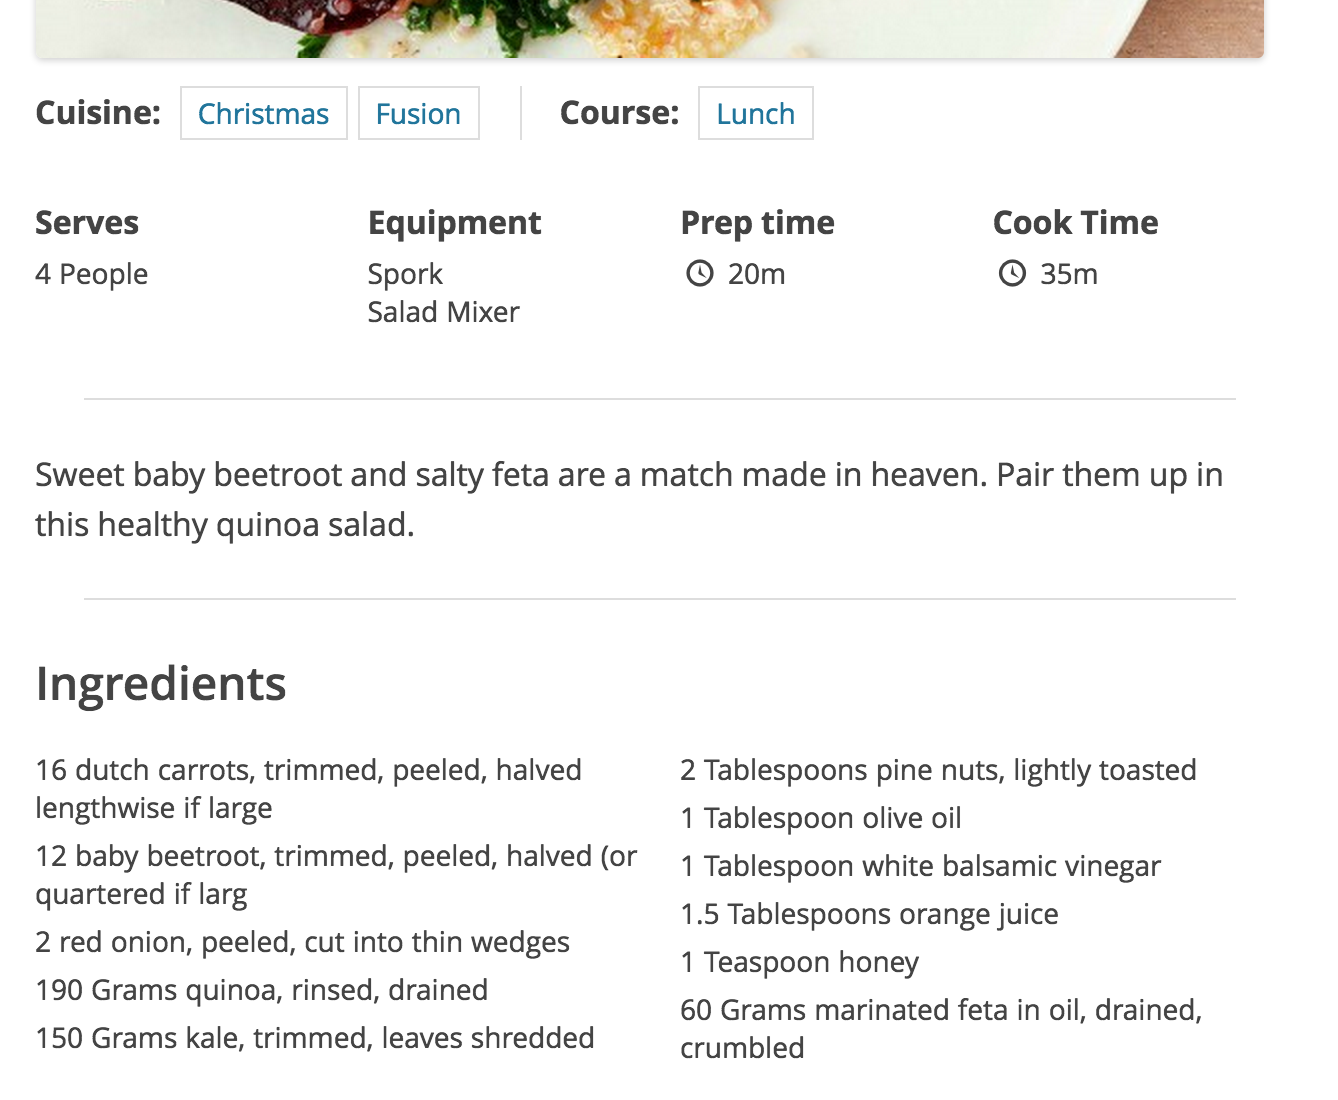 Cuisine: Christmas Fusion Course: Lunch
Serves Equipment Prep time Cook Time
4 People Spork 20m 35m
Salad Mixer
Sweet baby beetroot and salty feta are a match made in heaven. Pair them up in
this healthy quinoa salad.
Ingredients
16 dutch carrots, trimmed, peeled, halved
lengthwise if large
12 baby beetroot, trimmed, peeled, halved (or
quartered if larg
2 red onion, peeled, cut into thin wedges
190 Grams quinoa, rinsed, drained
150 Grams kale, trimmed, leaves shredded
2 Tablespoons pine nuts, lightly toasted
1 Tablespoon olive oil
1 Tablespoon white balsamic vinegar
1.5 Tablespoons orange juice
1 Teaspoon honey
60 Grams marinated feta in oil, drained,
crumbled